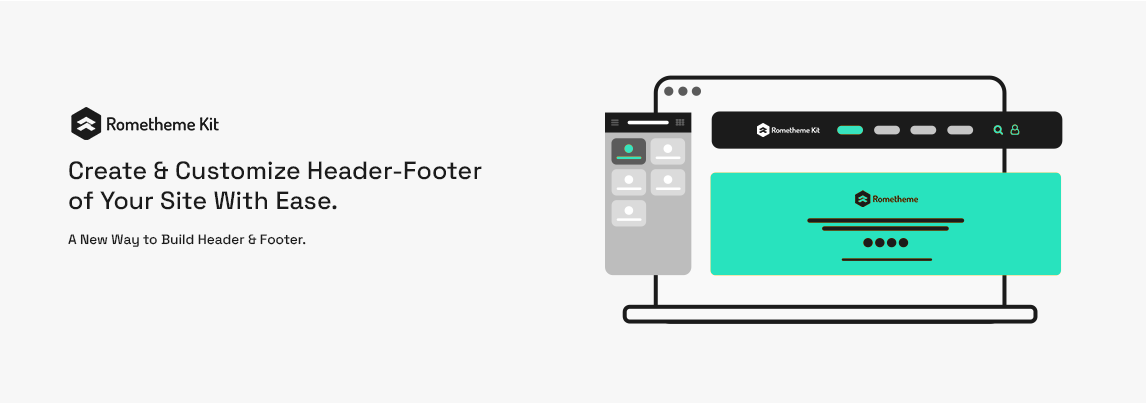 Rometheme Kit
Create & Customize Header-Footer
of Your Site With Ease.
A New Way to Build Header & Footer.
Rometheme Kit
Rometheme